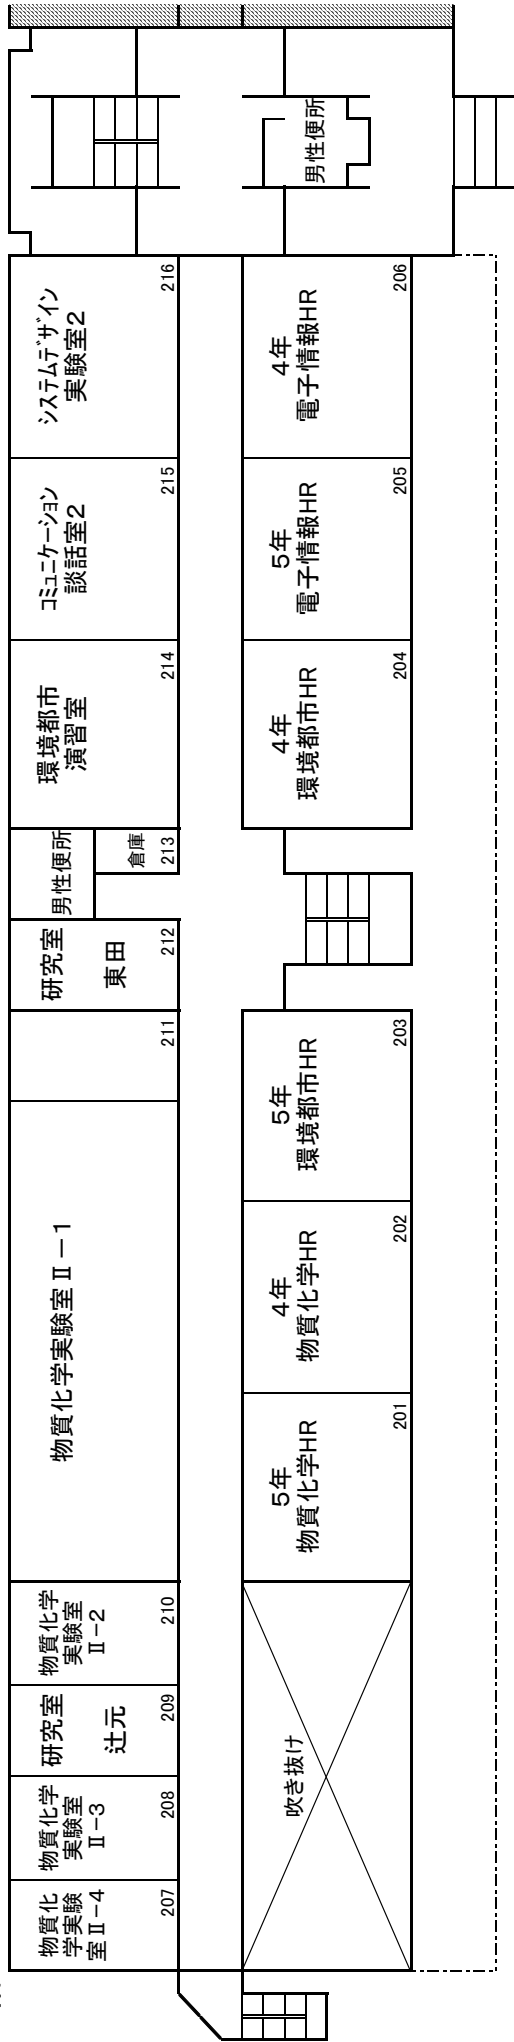 物質化
学実験
室Ⅱ-4
207
物質化学
実験室
Ⅱ-3
208
研究室
辻元
209
物質化学
実験室
Ⅱ-2
210
物質化学実験室Ⅱ-1
211
研究室
東田
212
男性便所
倉庫
213
環境都市
演習室
214
コミュニケーション
談話室2
215
システムデザイン
実験室2
216
吹き抜け
5年
物質化学HR
201
4年
物質化学HR
202
5年
環境都市HR
203
4年
環境都市HR
204
5年
電子情報HR
205
4年
電子情報HR
206
男性便所